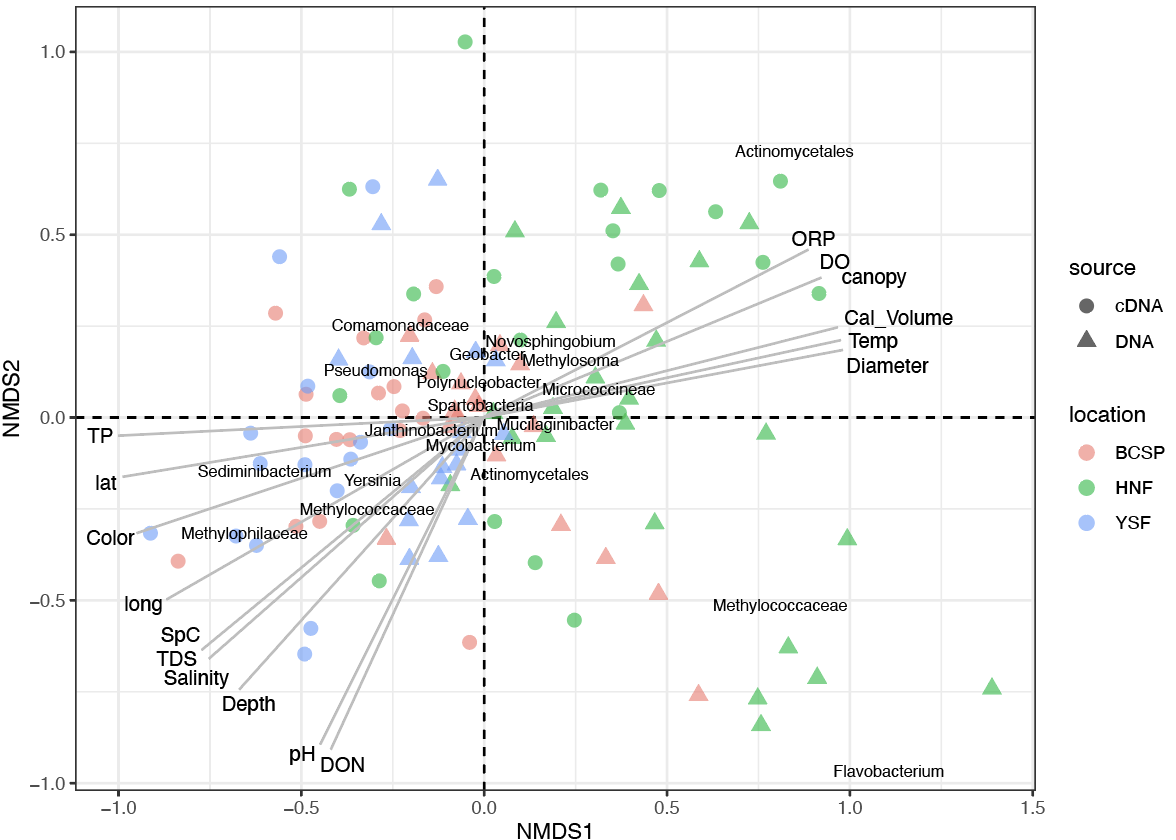 1.0
Actinomycetales
0.5
ORP
DO
canopy
Cal_Volume
Comamonadaceae
Novosphingobium
Temp
Geobacter
Methylosoma
Diameter
Pseudomonas
Polynucleobacter
Micrococcineae
Spartobacteria
0.0
TP
Janthinobacterium
Mucilaginibacter
Mycobacterium
lat
Sediminibacterium
Yersinia
Actinomycetales
Methylococcaceae
Color
Methylophilaceae
−0.5
long
Methylococcaceae
SpC
TDS
Salinity
Depth
pH
DON
Flavobacterium
−1.0
−1.0 −0.5 0.0 0.5 1.0 1.5
NMDS1
NMDS2
source
cDNA
DNA
location
BCSP
HNF
YSF